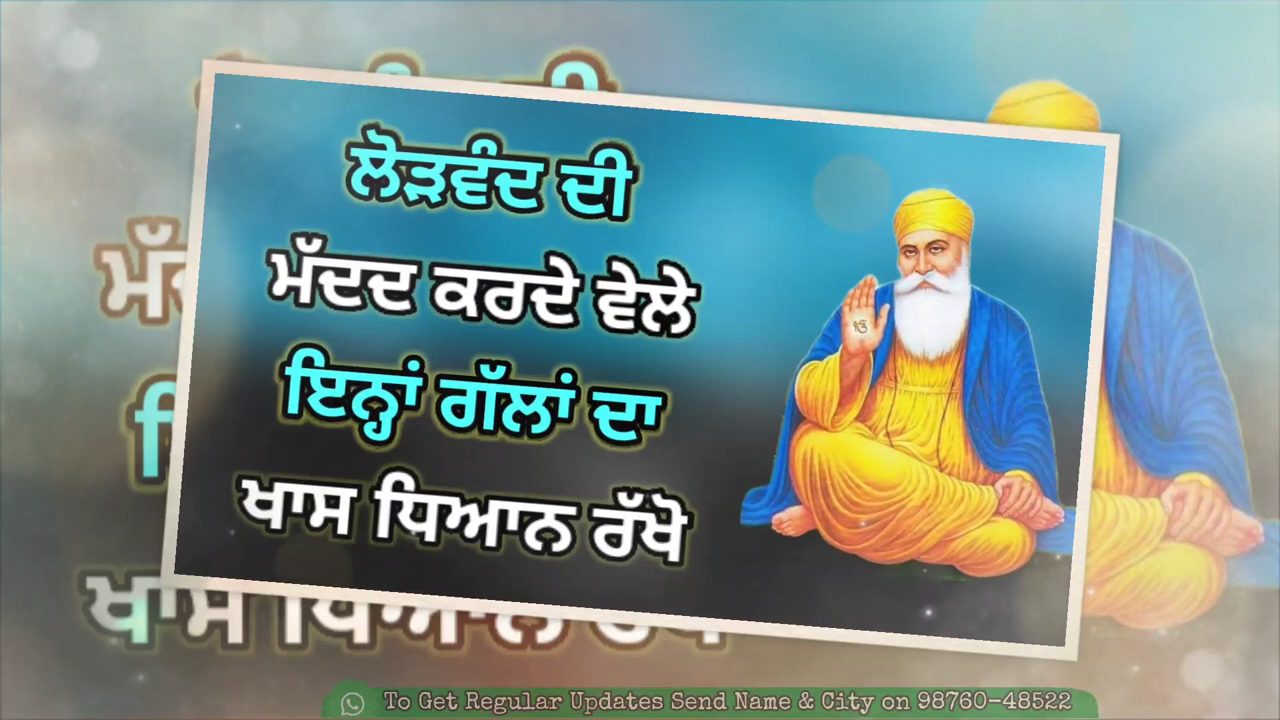 ਲੋੜਵੰਦ ਦੀ
ਮੱਦਦ ਕਰਦੇ ਵੇਲੇ
ਇਨ੍ਹਾਂ ਗੱਲਾਂ ਦਾ
ਖਾਸ ਧਿਆਨ ਰੱਖੋ
ੴ
To Get Regular Updates Send Name & City on 98760-48522